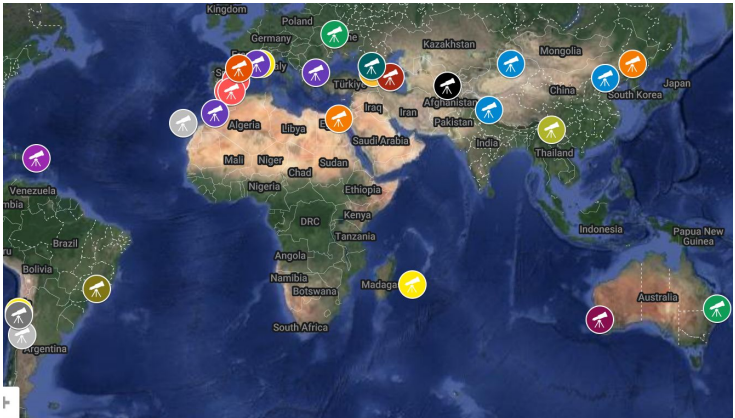 Kingdom
Poland
Germany
Kazakhstan
Mongolia
Türkiye
China
Japan
South Korea
Afghanistan
Iraq
Iran
Algeria
Libya
Pakistan
Saudi Arabia
India
Mali
Niger
Chad
Sudan
Thailand
Venezuela
Nigeria
Ethiopia
DRC
Kenya
Indonesia
Papua New
Guinea
Tanzania
Brazil
Angola
Bolivia
Namibia
Botswana
Madaga
Australia
South Africa
Argentina